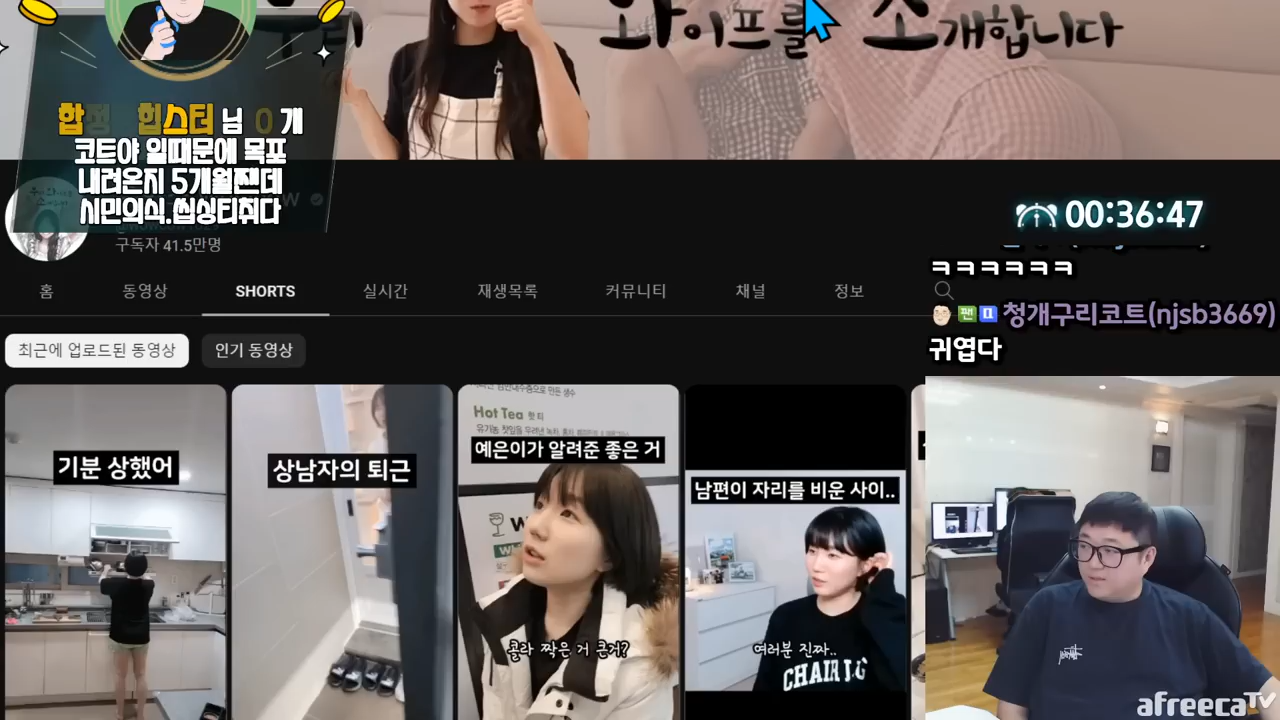 와이프를 소개합니다
합정 힙스터 님 0 개
코트야 일때문에 목포
내려온지 5개월짼데
시민의식.씹싱티취다
구독자 41.5만명
00:36:47
ㅋㅋㅋㅋㅋㅋ
홈 동영상 SHORTS 실시간 재생목록 커뮤니티 채널 정보
팬 청개구리코트(njsb3669)
귀엽다
최근에 업로드된 동영상 인기 동영상
Hot Tea 핫 티
기분 상했어
상남자의 퇴근
예은이가 알려준 좋은 거
남편이 자리를 비운 사이..
콜라 짝은 거 큰거?
여러분 진짜..
CHAIR
afreecaTV